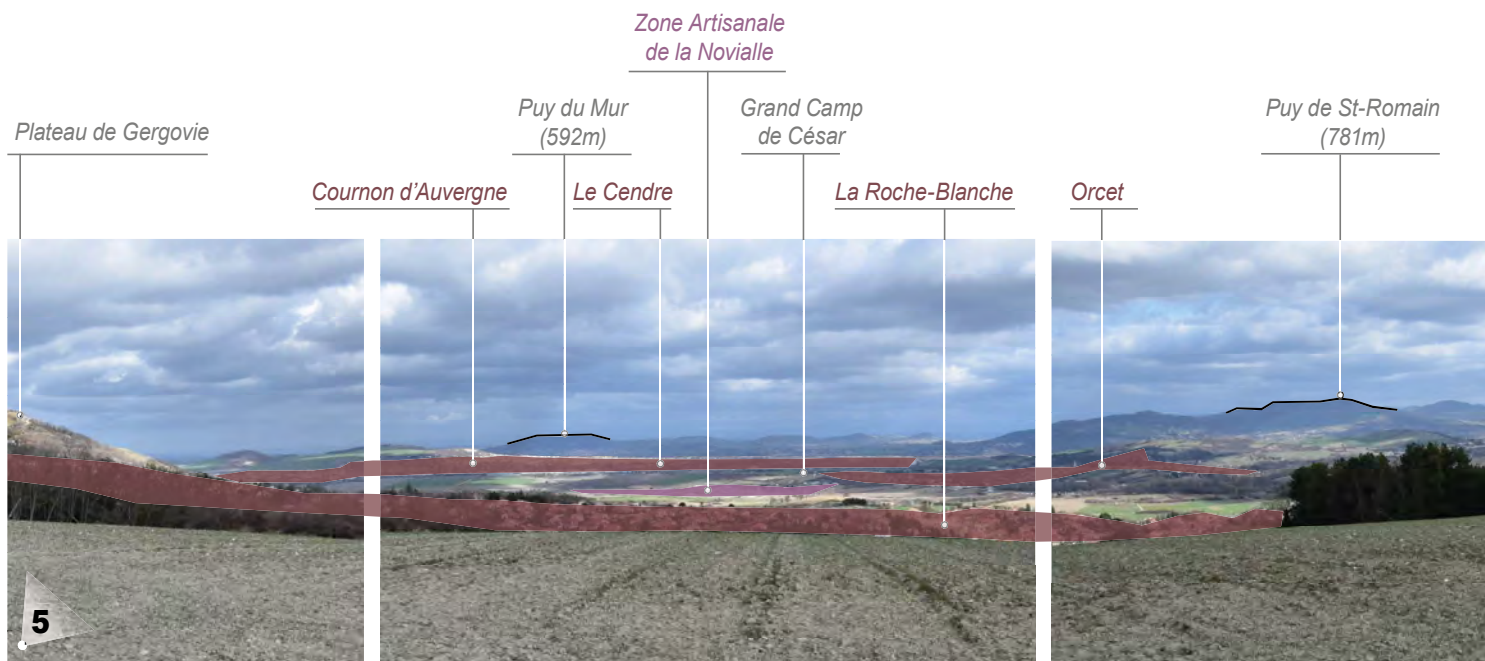 Zone Artisanale
de la Novialle
Plateau de Gergovie
Puy du Mur
(592m)
Grand Camp
de César
Puy de St-Romain
(781m)
Cournon d'Auvergne
Le Cendre
La Roche-Blanche
Orcet
5